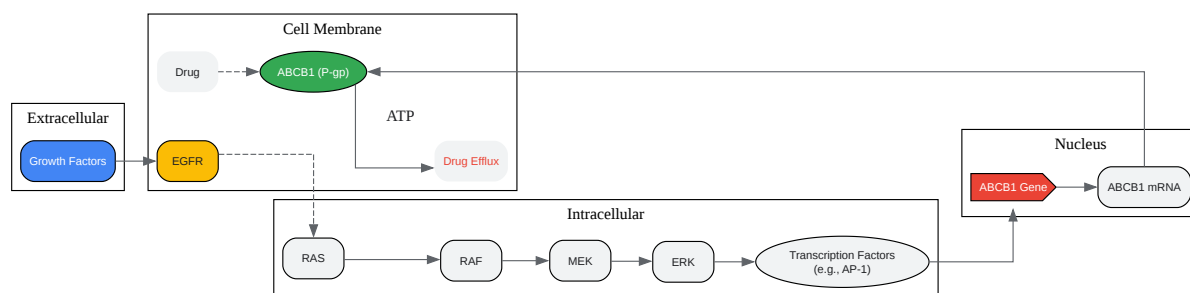 Cell Membrane
Drug
ABCB1 (P-gp)
ATP
Extracellular
Growth Factors
EGFR
Drug Efflux
Nucleus
ABCB1 Gene
ABCB1 mRNA
Intracellular
RAS
RAF
MEK
ERK
Transcription Factors
(e.g., AP-1)